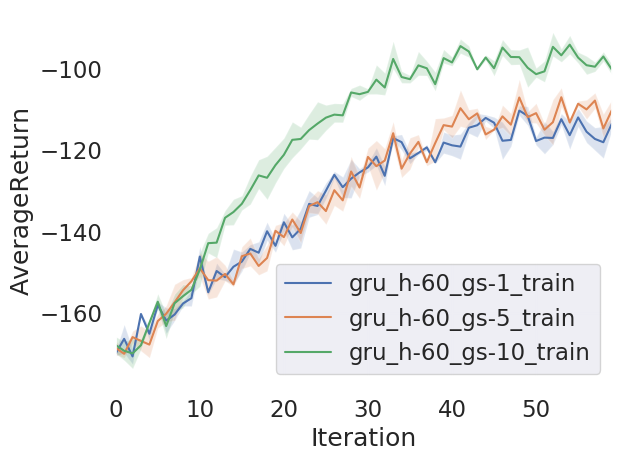 −100
−120
−140
−160
AverageReturn
gru_h-60_gs-1_train
gru_h-60_gs-5_train
gru_h-60_gs-10_train
0 10 20 30 40 50
Iteration